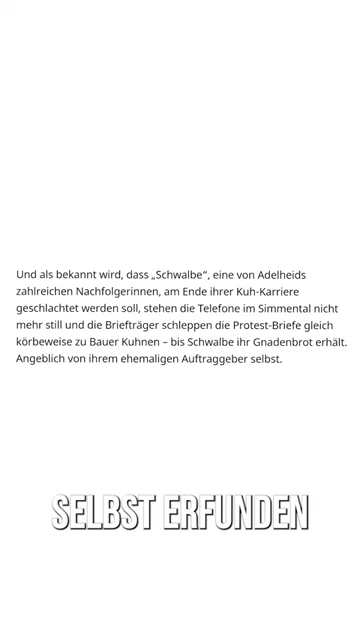 Und als bekannt wird, dass „Schwalbe“, eine von Adelheids
zahlreichen Nachfolgerinnen, am Ende ihrer Kuh-Karriere
geschlachtet werden soll, stehen die Telefone im Simmental nicht
mehr still und die Briefträger schleppen die Protest-Briefe gleich
körbeweise zu Bauer Kuhnen – bis Schwalbe ihr Gnadenbrot erhält.
Angeblich von ihrem ehemaligen Auftraggeber selbst.
SELBST ERFUNDEN